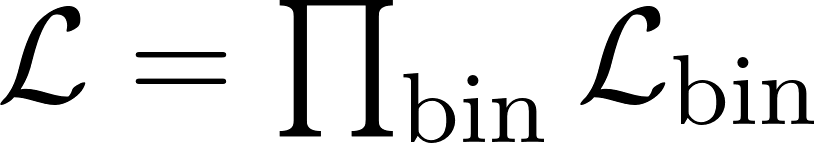 ℒ = ∏_bin ℒ_bin